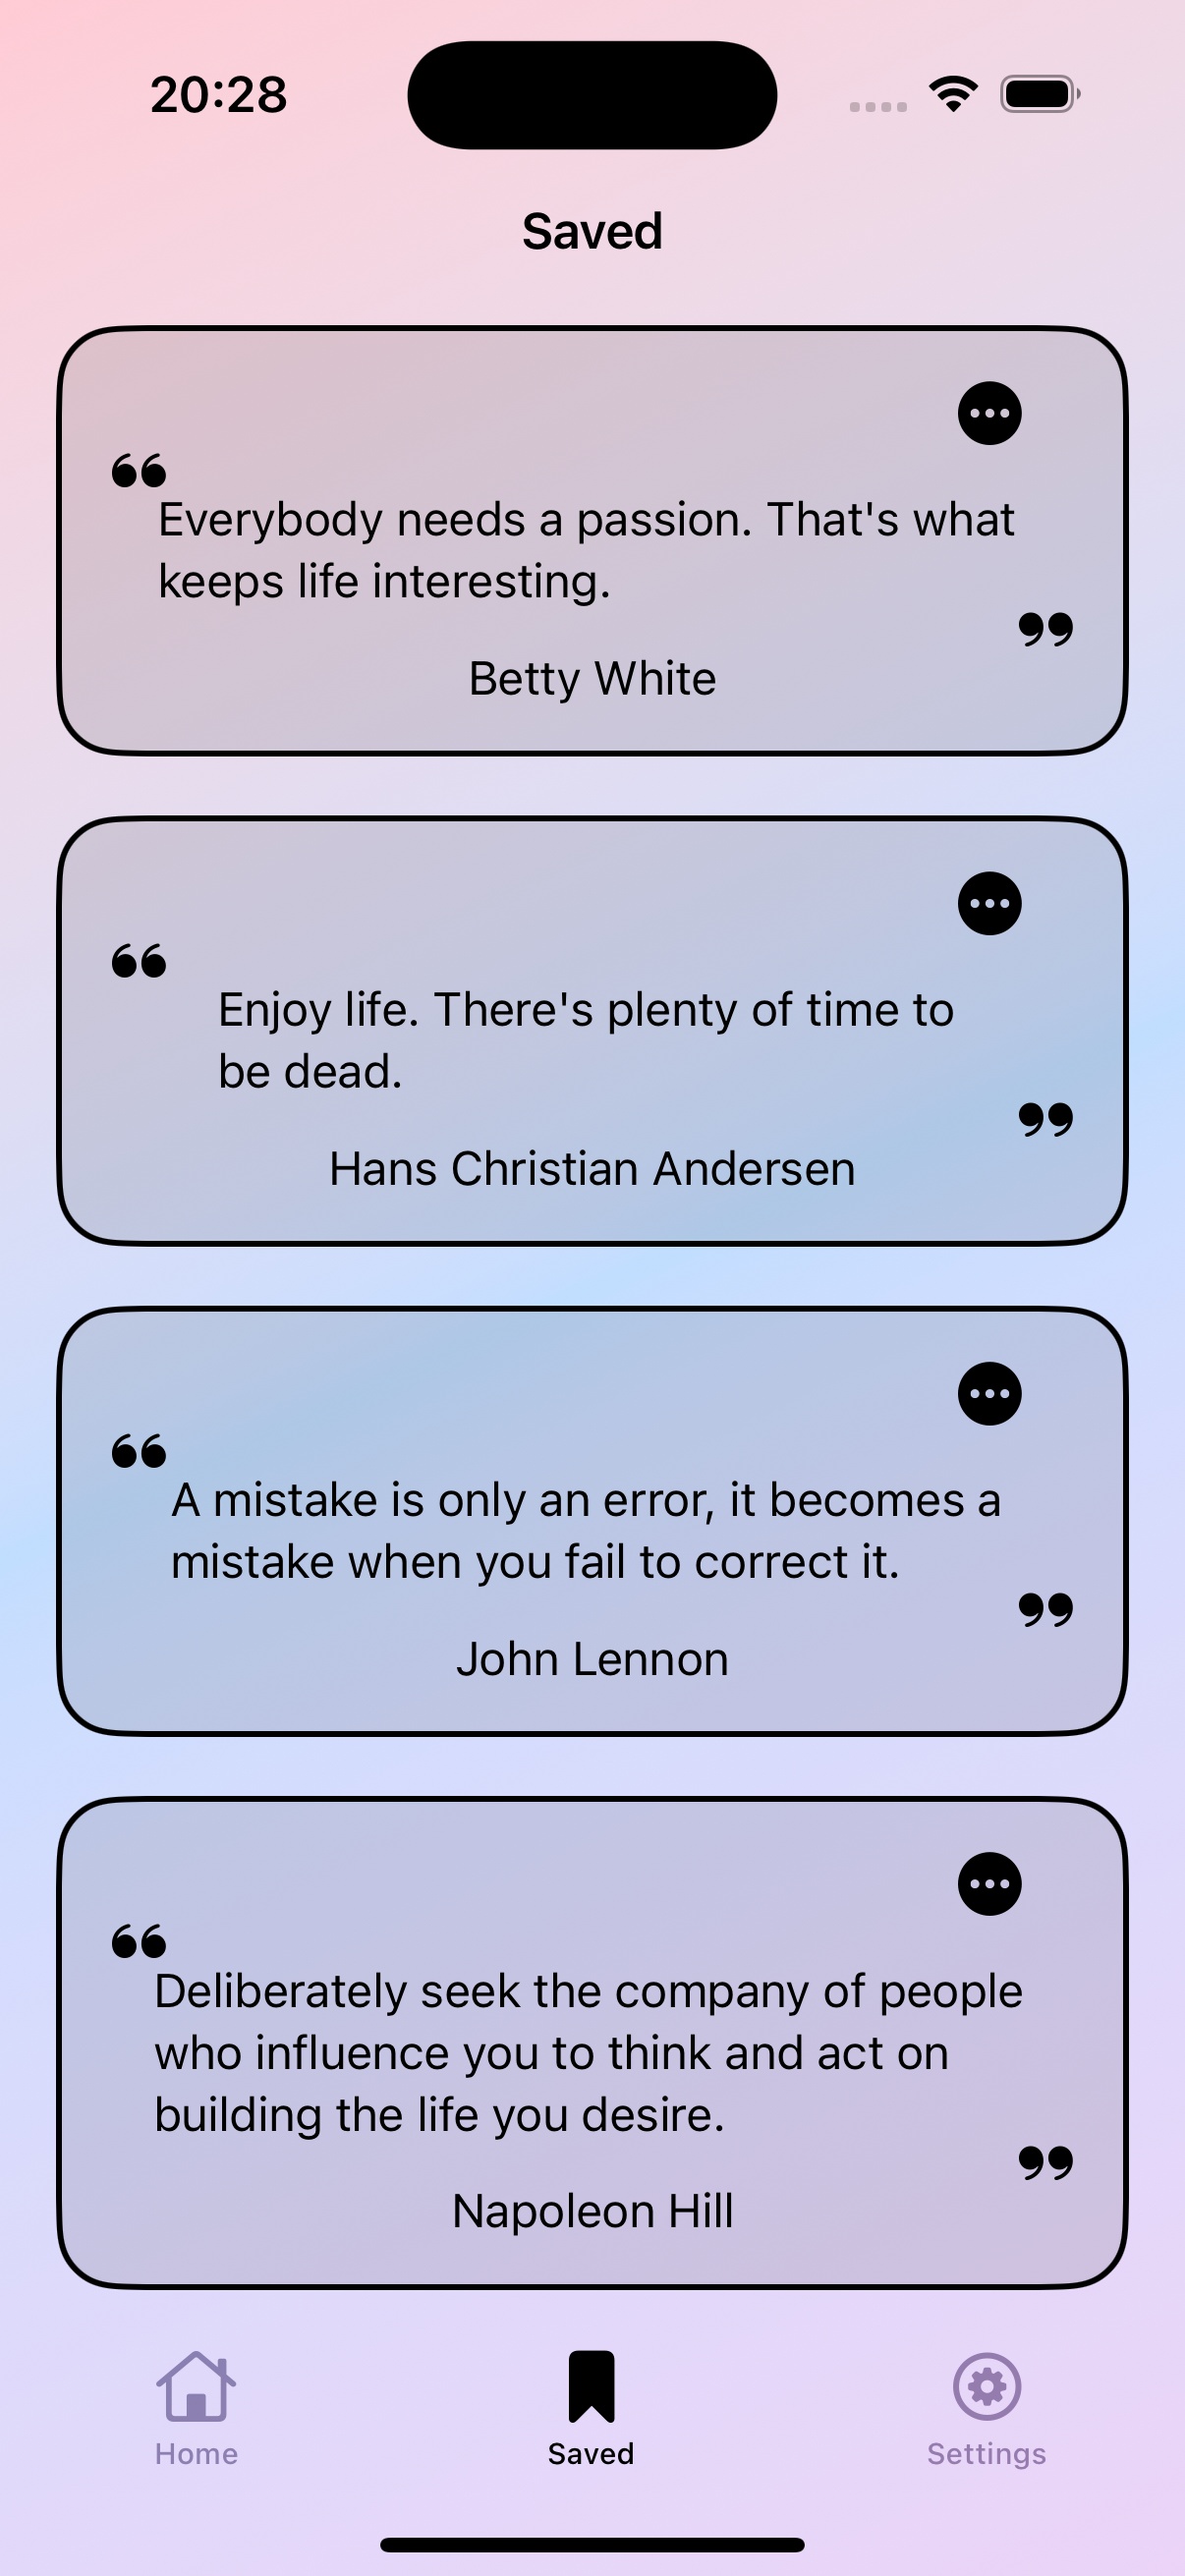 20:28
Saved
“
Everybody needs a passion. That's what
keeps life interesting.
”
Betty White
“
Enjoy life. There's plenty of time to
be dead.
”
Hans Christian Andersen
“
A mistake is only an error, it becomes a
mistake when you fail to correct it.
”
John Lennon
“
Deliberately seek the company of people
who influence you to think and act on
building the life you desire.
”
Napoleon Hill
Home
Saved
Settings